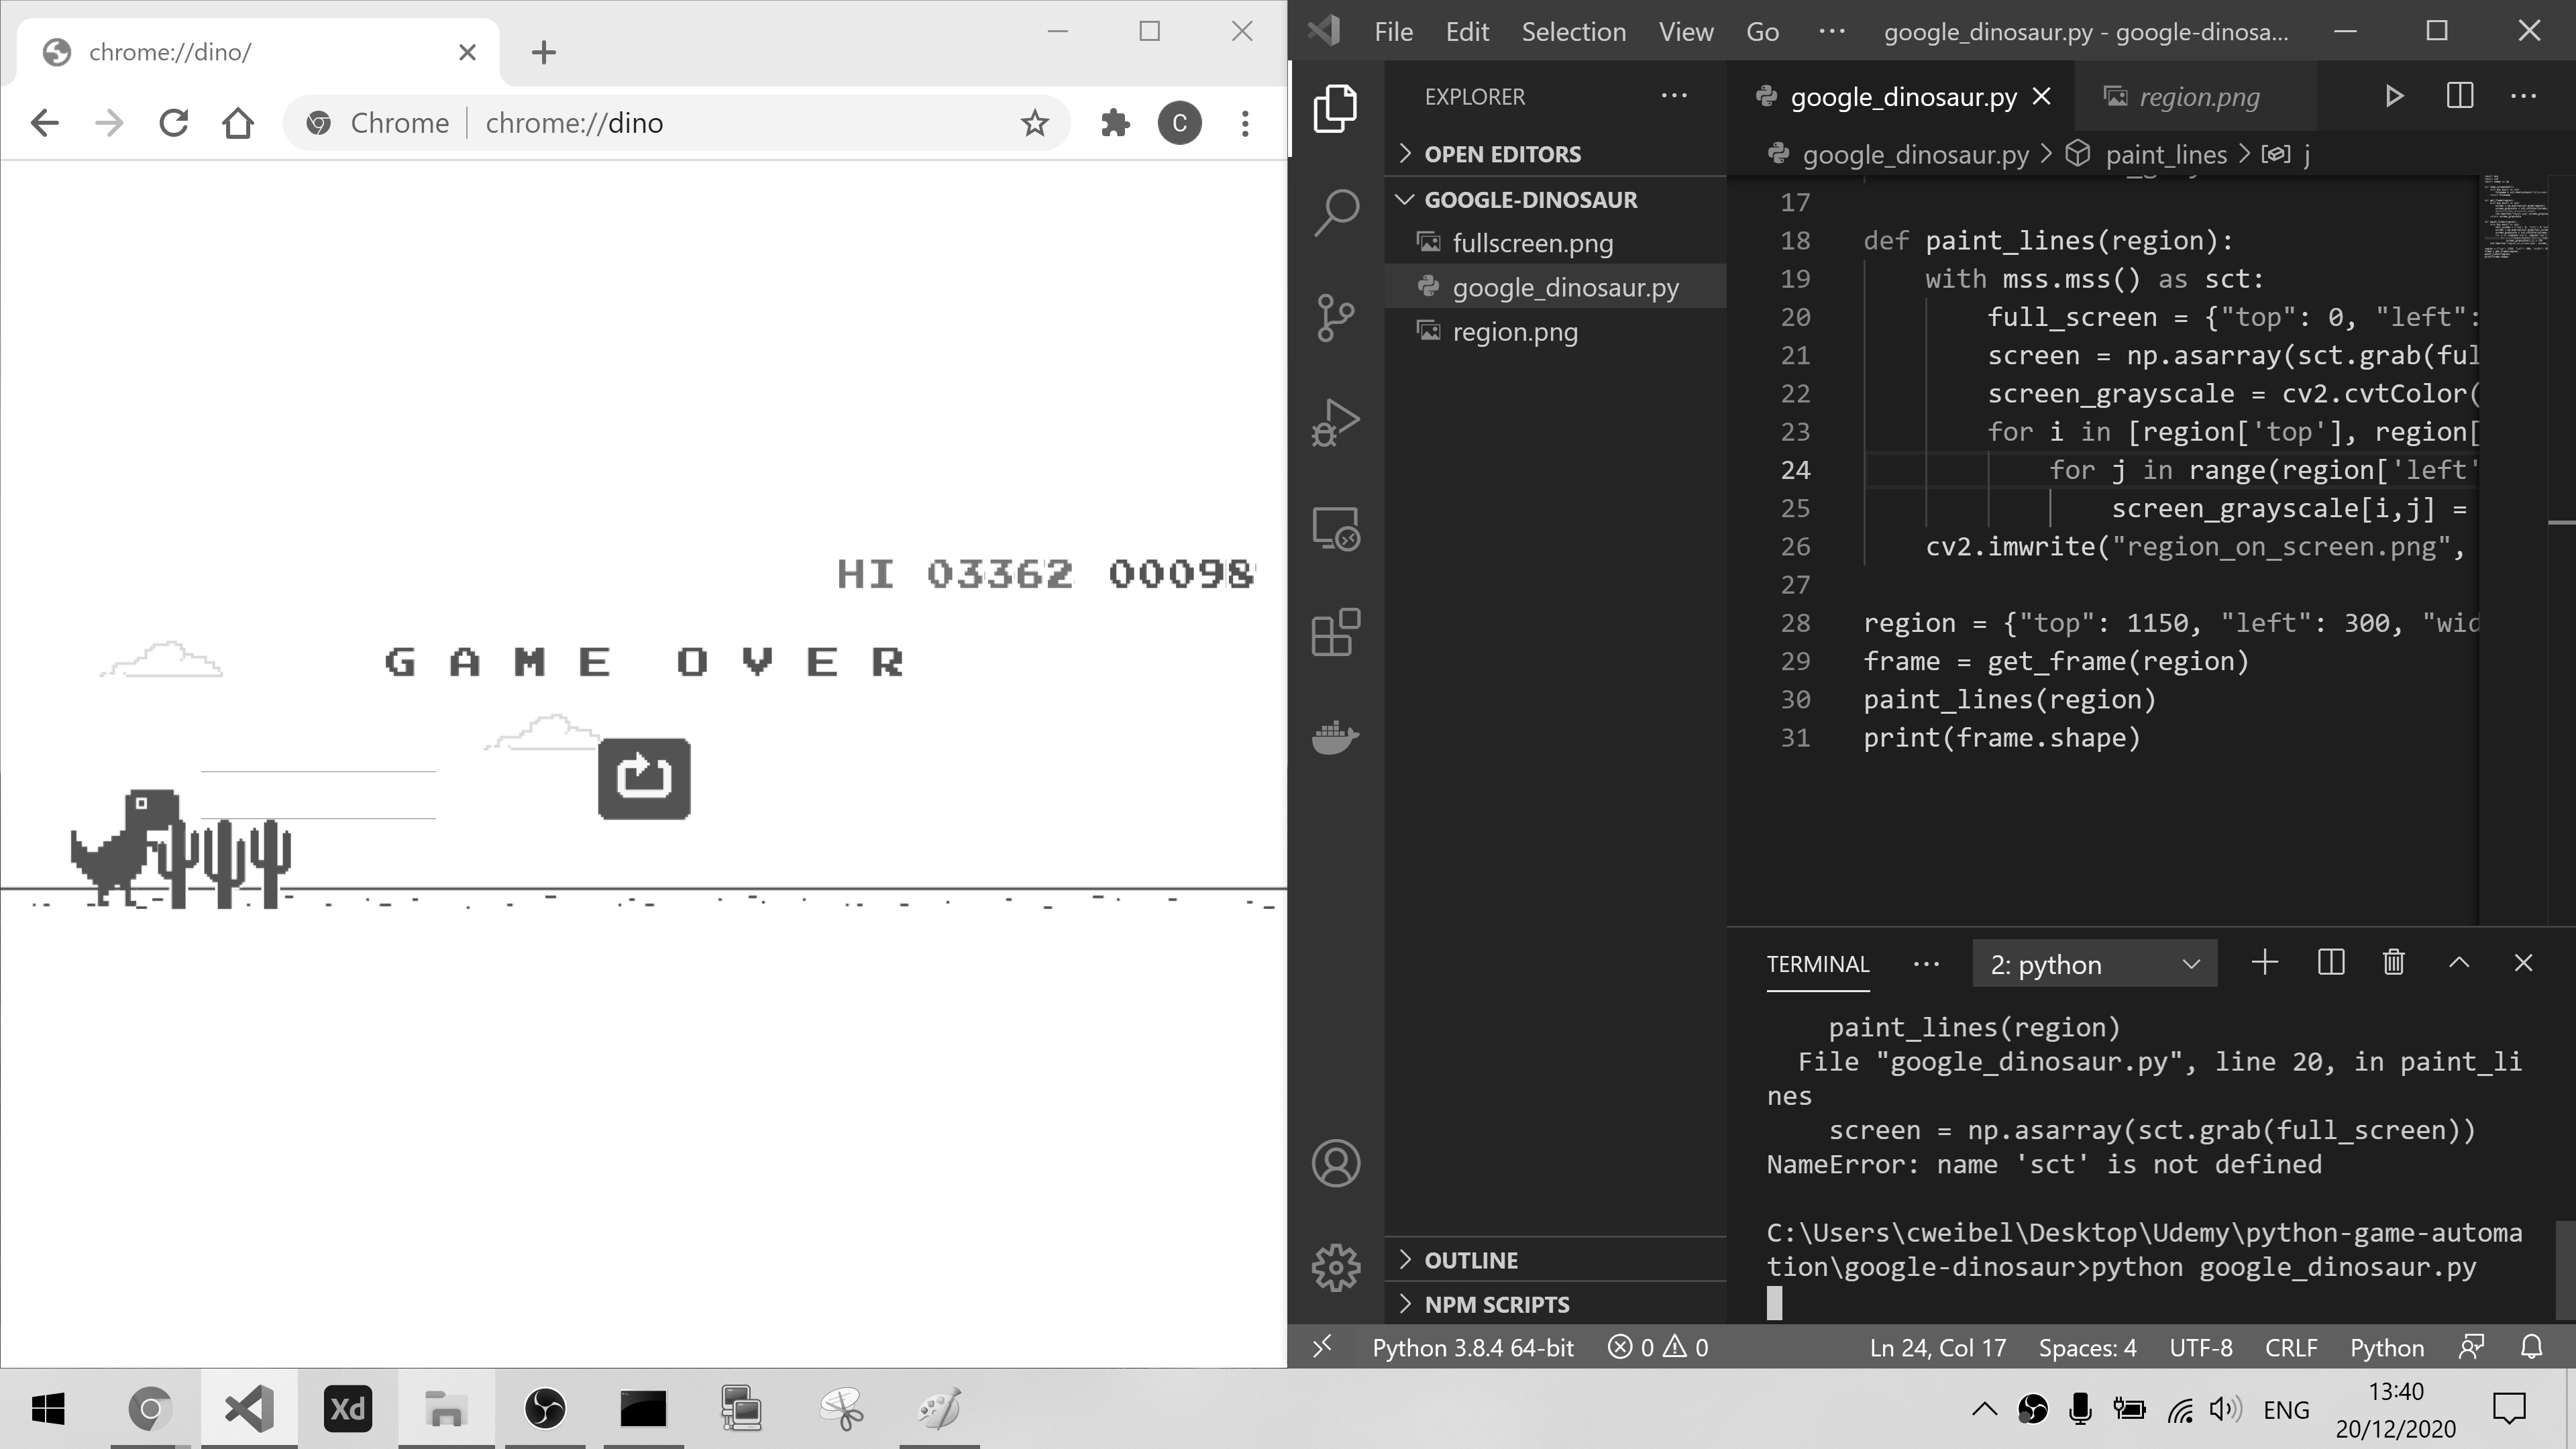 chrome://dino/
Chrome
chrome://dino
C
HI 03362 00098
GAME OVER
File Edit Selection View Go ··· google_dinosaur.py - google-dinosa...
EXPLORER
OPEN EDITORS
GOOGLE-DINOSAUR
fullscreen.png
google_dinosaur.py
region.png
OUTLINE
NPM SCRIPTS
google_dinosaur.py
region.png
google_dinosaur.py > paint_lines > j
17
18 def paint_lines(region):
19 with mss.mss() as sct:
20 full_screen = {"top": 0, "left":
21 screen = np.asarray(sct.grab(ful
22 screen_grayscale = cv2.cvtColor(
23 for i in [region['top'], region[
24 for j in range(region['left'
25 screen_grayscale[i,j] =
26 cv2.imwrite("region_on_screen.png",
27
28 region = {"top": 1150, "left": 300, "wid
29 frame = get_frame(region)
30 paint_lines(region)
31 print(frame.shape)
TERMINAL ··· 2: python
paint_lines(region)
File "google_dinosaur.py", line 20, in paint_li
nes
screen = np.asarray(sct.grab(full_screen))
NameError: name 'sct' is not defined
C:\Users\cweibel\Desktop\Udemy\python-game-automa
tion\google-dinosaur>python google_dinosaur.py
Python 3.8.4 64-bit 0 0 Ln 24, Col 17 Spaces: 4 UTF-8 CRLF Python
Xd
ENG
13:40
20/12/2020